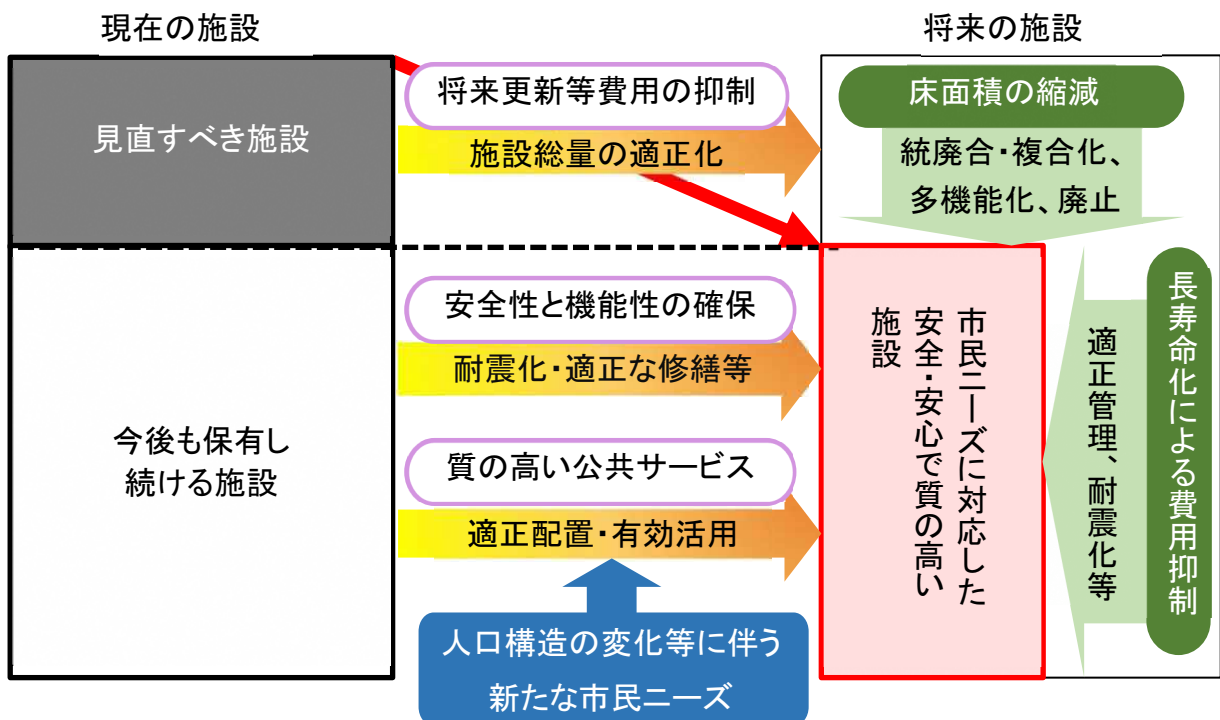 現在の施設
将来の施設
見直すべき施設
今後も保有し
続ける施設
将来更新等費用の抑制
施設総量の適正化
安全性と機能性の確保
耐震化・適正な修繕等
質の高い公共サービス
適正配置・有効活用
人口構造の変化等に伴う
新たな市民ニーズ
床面積の縮減
統廃合・複合化、
多機能化、廃止
市民ニーズに対応した
安全・安心で質の高い
施設
適正管理、耐震化等
長寿命化による費用抑制